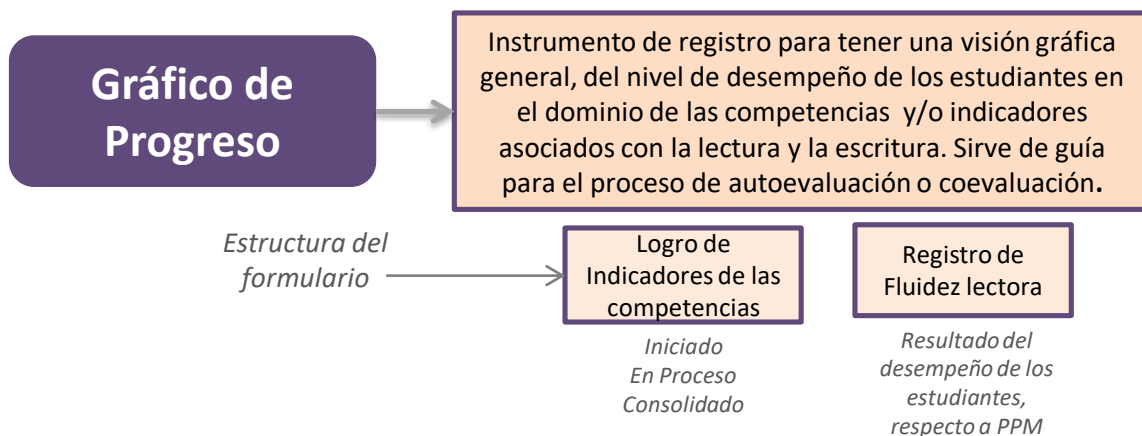 Gráfico de
Progreso
Instrumento de registro para tener una visión gráfica
general, del nivel de desempeño de los estudiantes en
el dominio de las competencias y/o indicadores
asociados con la lectura y la escritura. Sirve de guía
para el proceso de autoevaluación o coevaluación.
Estructura del
formulario
Logro de
Indicadores de las
competencias
Iniciado
En Proceso
Consolidado
Registro de
Fluidez lectora
Resultado del
desempeño de los
estudiantes,
respecto a PPM